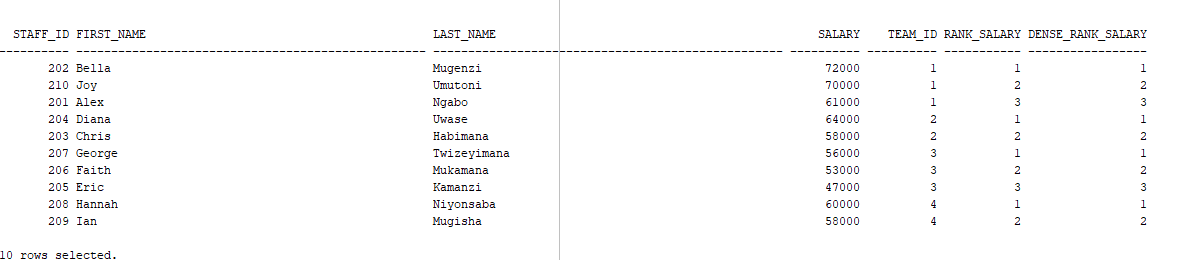 STAFF_ID FIRST_NAME LAST_NAME SALARY TEAM_ID RANK_SALARY DENSE_RANK_SALARY
202 Bella Mugenzi 72000 1 1 1
210 Joy Umutoni 70000 1 2 2
201 Alex Ngabo 61000 1 3 3
204 Diana Uwase 64000 2 1 1
203 Chris Habimana 58000 2 2 2
207 George Twizeyimana 56000 3 1 1
206 Faith Mukamana 53000 3 2 2
205 Eric Kamanzi 47000 3 3 3
208 Hannah Niyonsaba 60000 4 1 1
209 Ian Mugisha 58000 4 2 2
10 rows selected.